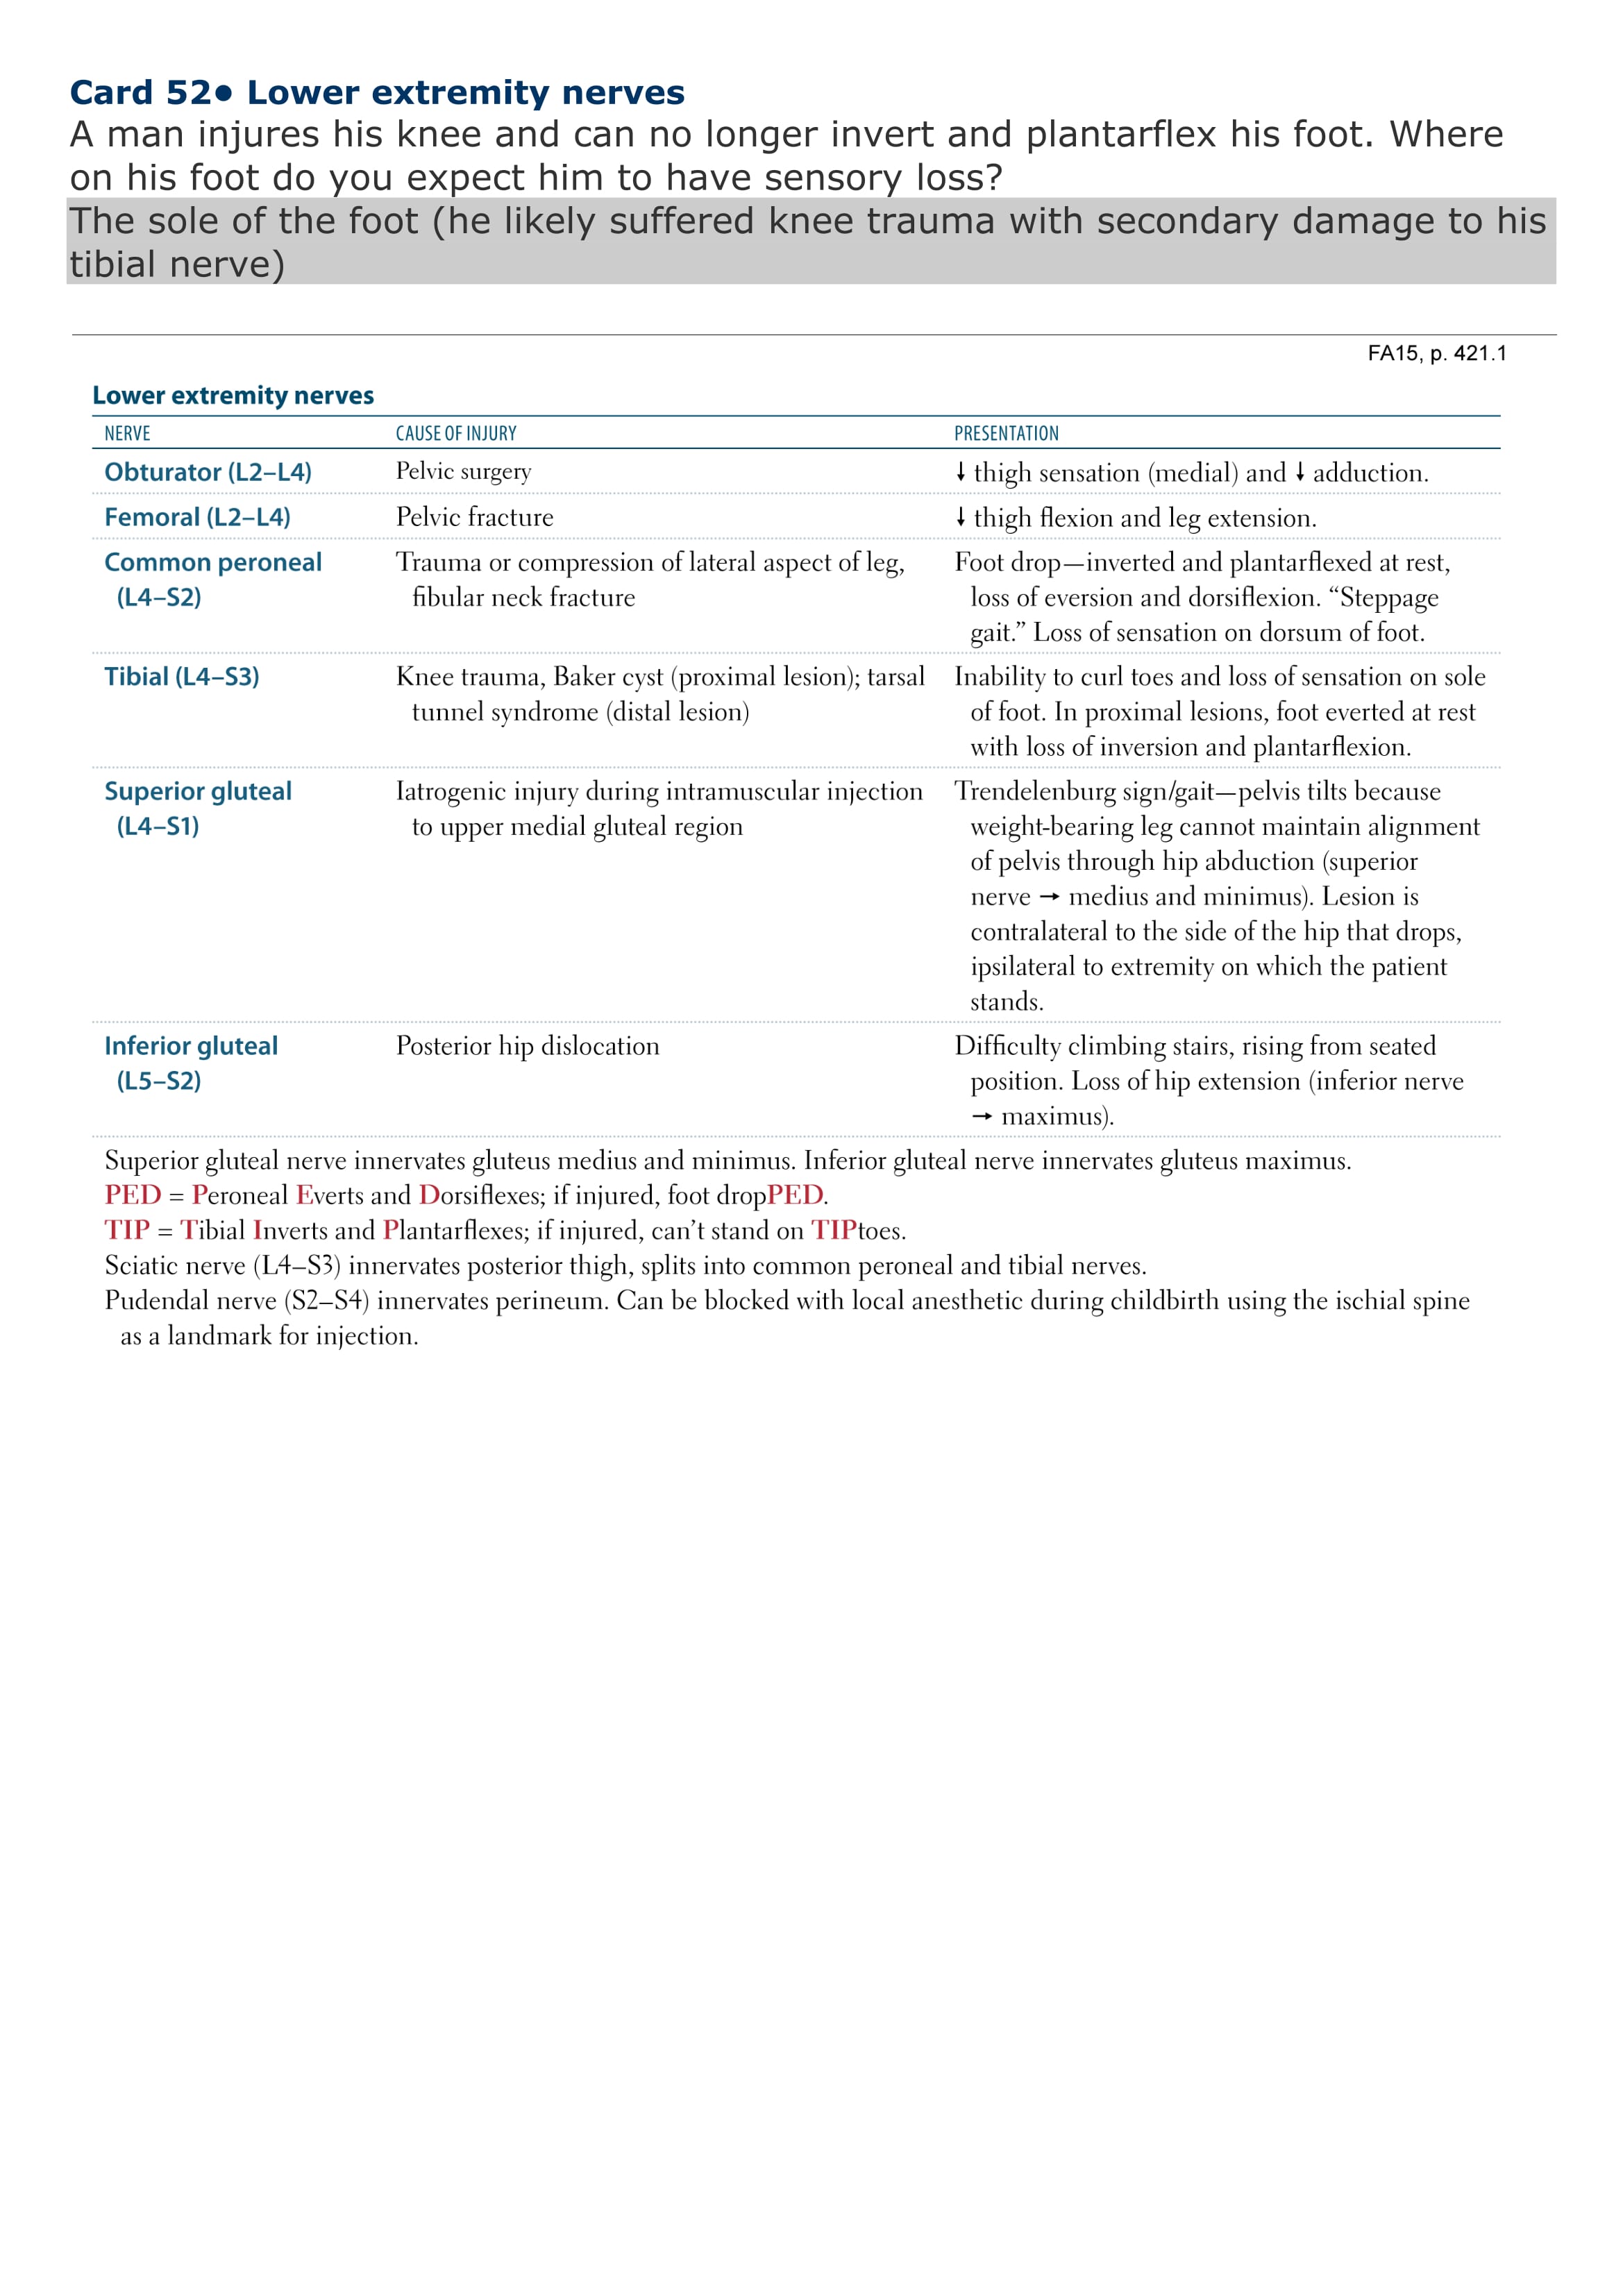 Card 52● Lower extremity nerves
A man injures his knee and can no longer invert and plantarflex his foot. Where
on his foot do you expect him to have sensory loss?
The sole of the foot (he likely suffered knee trauma with secondary damage to his
tibial nerve)
FA15, p. 421.1
Lower extremity nerves
NERVE CAUSE OF INJURY PRESENTATION
Obturator (L2–L4) Pelvic surgery ↓ thigh sensation (medial) and ↓ adduction.
Femoral (L2–L4) Pelvic fracture ↓ thigh flexion and leg extension.
Common peroneal Trauma or compression of lateral aspect of leg, Foot drop—inverted and plantarflexed at rest,
(L4–S2) fibular neck fracture loss of eversion and dorsiflexion. “Steppage
gait.” Loss of sensation on dorsum of foot.
Tibial (L4–S3) Knee trauma, Baker cyst (proximal lesion); tarsal Inability to curl toes and loss of sensation on sole
tunnel syndrome (distal lesion) of foot. In proximal lesions, foot everted at rest
with loss of inversion and plantarflexion.
Superior gluteal Iatrogenic injury during intramuscular injection Trendelenburg sign/gait—pelvis tilts because
(L4–S1) to upper medial gluteal region weight-bearing leg cannot maintain alignment
of pelvis through hip abduction (superior
nerve → medius and minimus). Lesion is
contralateral to the side of the hip that drops,
ipsilateral to extremity on which the patient
stands.
Inferior gluteal Posterior hip dislocation Difficulty climbing stairs, rising from seated
(L5–S2) position. Loss of hip extension (inferior nerve
→ maximus).
Superior gluteal nerve innervates gluteus medius and minimus. Inferior gluteal nerve innervates gluteus maximus.
PED = Peroneal Everts and Dorsiflexes; if injured, foot dropPED.
TIP = Tibial Inverts and Plantarflexes; if injured, can’t stand on TIPtoes.
Sciatic nerve (L4–S3) innervates posterior thigh, splits into common peroneal and tibial nerves.
Pudendal nerve (S2–S4) innervates perineum. Can be blocked with local anesthetic during childbirth using the ischial spine
as a landmark for injection.